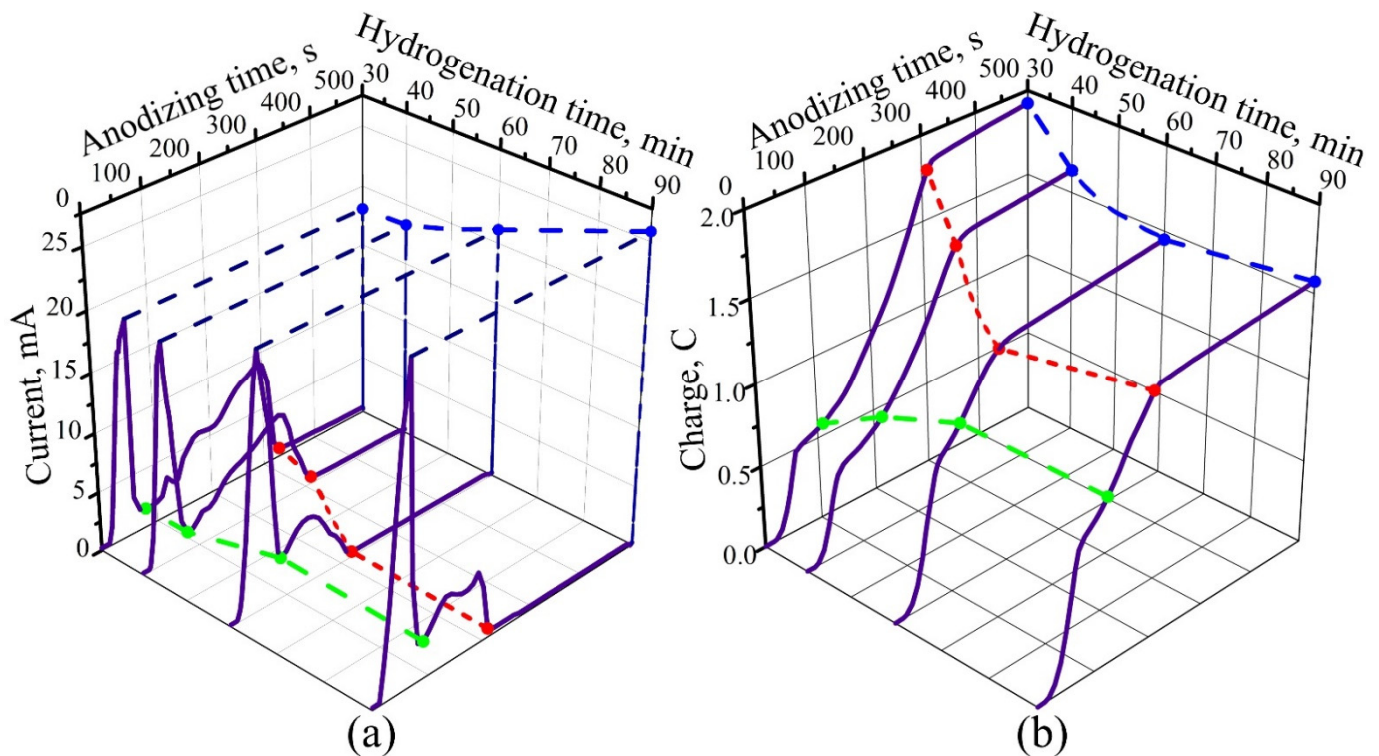 Anodizing time, s
Hydrogenation time, min
0 100 200 300 400 500
30 40 50 60 70 80 90
Current, mA
25
20
15
10
5
0
(a)
Anodizing time, s
Hydrogenation time, min
0 100 200 300 400 500
30 40 50 60 70 80 90
Charge, C
2.0
1.5
1.0
0.5
0.0
(b)